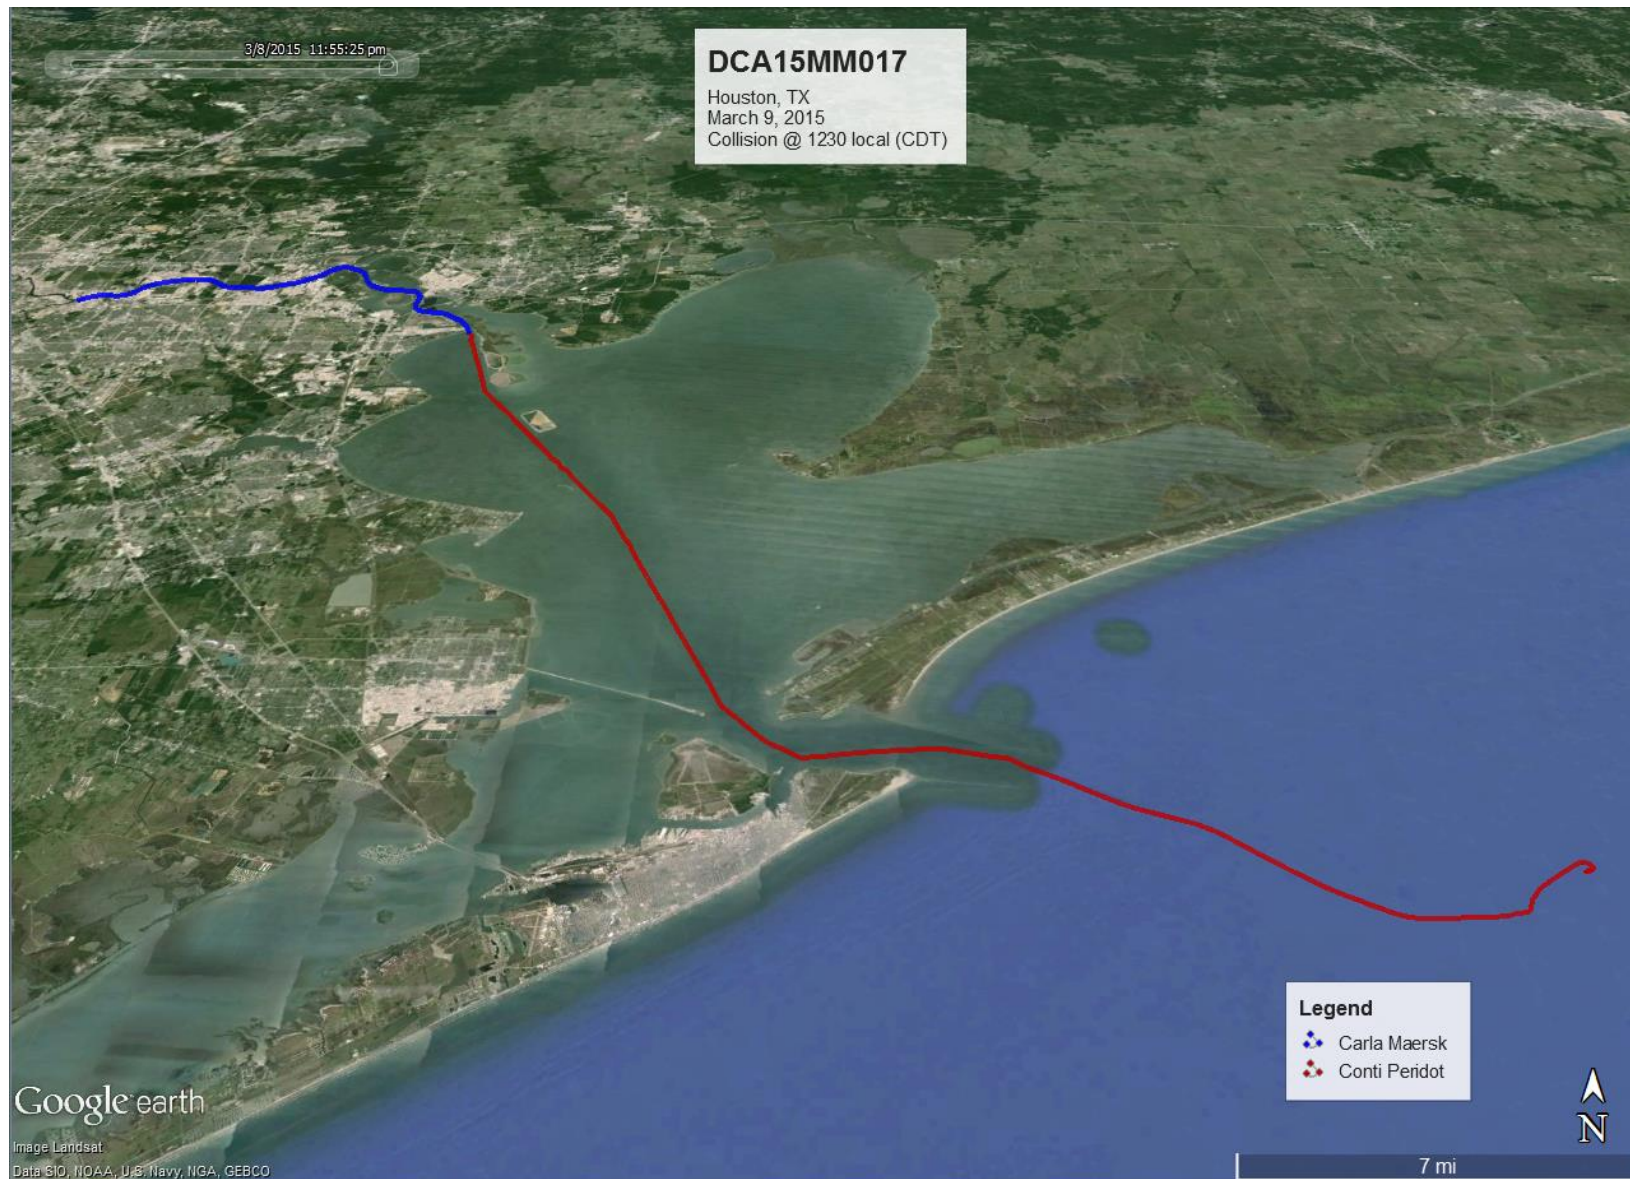 3/8/2015 11:55:25 pm
DCA15MM017
Houston, TX
March 9, 2015
Collision @ 1230 local (CDT)
Legend
Carla Maersk
Conti Peridot
Google earth
N
Image Landsat
Data SIO, NOAA, U.S. Navy, NGA, GEBCO
7 mi